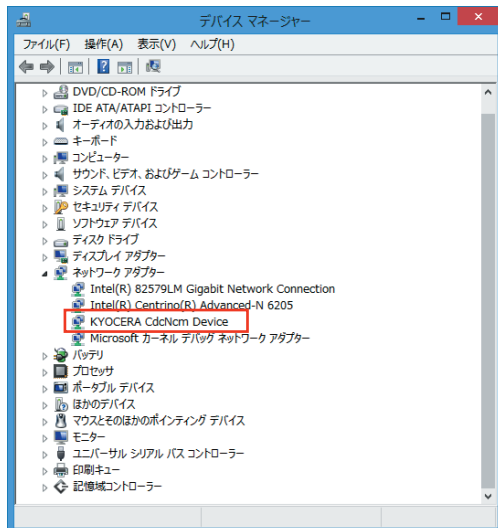 デバイス マネージャー
ファイル(F) 操作(A) 表示(V) ヘルプ(H)
DVD/CD-ROM ドライブ
IDE ATA/ATAPI コントローラー
オーディオの入力および出力
キーボード
コンピューター
サウンド、ビデオ、およびゲーム コントローラー
システム デバイス
セキュリティ デバイス
ソフトウェア デバイス
ディスク ドライブ
ディスプレイ アダプター
ネットワーク アダプター
Intel(R) 82579LM Gigabit Network Connection
Intel(R) Centrino(R) Advanced-N 6205
KYOCERA CdcNcm Device
Microsoft カーネル デバッグ ネットワーク アダプター
バッテリ
プロセッサ
ポータブル デバイス
ほかのデバイス
マウスとそのほかのポインティング デバイス
モニター
ユニバーサル シリアル バス コントローラー
印刷キュー
記憶域コントローラー